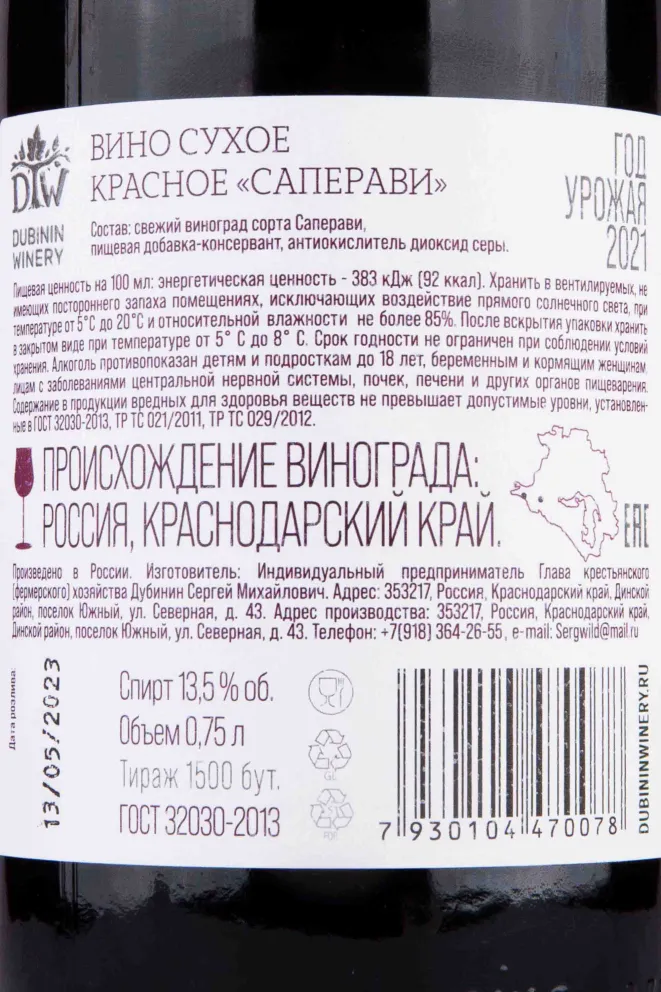 DW
DUBININ
WINERY
ВИНО СУХОЕ
КРАСНОЕ «САПЕРАВИ»
ГОД
УРОЖАЯ
2021
Состав: свежий виноград сорта Саперави,
пищевая добавка-консервант, антиокислитель диоксид серы.
Пищевая ценность на 100 мл: энергетическая ценность - 383 кДж (92 ккал). Хранить в вентилируемых, не
имеющих постороннего запаха помещениях, исключающих воздействие прямого солнечного света, при
температуре от 5°С до 20°С и относительной влажности не более 85%. После вскрытия упаковки хранить
в закрытом виде при температуре от 5° С до 8° С. Срок годности не ограничен при соблюдении условий
хранения. Алкоголь противопоказан детям и подросткам до 18 лет, беременным и кормящим женщинам,
лицам с заболеваниями центральной нервной системы, почек, печени и других органов пищеварения.
Содержание в продукции вредных для здоровья веществ не превышает допустимые уровни, установлен-
ные в ГОСТ 32030-2013, ТР ТС 021/2011, ТР ТС 029/2012.
ПРОИСХОЖДЕНИЕ ВИНОГРАДА:
РОССИЯ, КРАСНОДАРСКИЙ КРАЙ.
EAC
Произведено в России. Изготовитель: Индивидуальный предприниматель Глава крестьянского
(фермерского) хозяйства Дубинин Сергей Михайлович. Адрес: 353217, Россия, Краснодарский край, Динской
район, поселок Южный, ул. Северная, д. 43. Адрес производства: 353217, Россия, Краснодарский край,
Динской район, поселок Южный, ул. Северная, д. 43. Телефон: +7(918) 364-26-55, e-mail: Sergwild@mail.ru
Дата розлива:
13/05/2023
Спирт 13,5 % об.
Объем 0,75 л
Тираж 1500 бут.
ГОСТ 32030-2013
GL
FOR
7 930104 470078
DUBININWINERY.RU